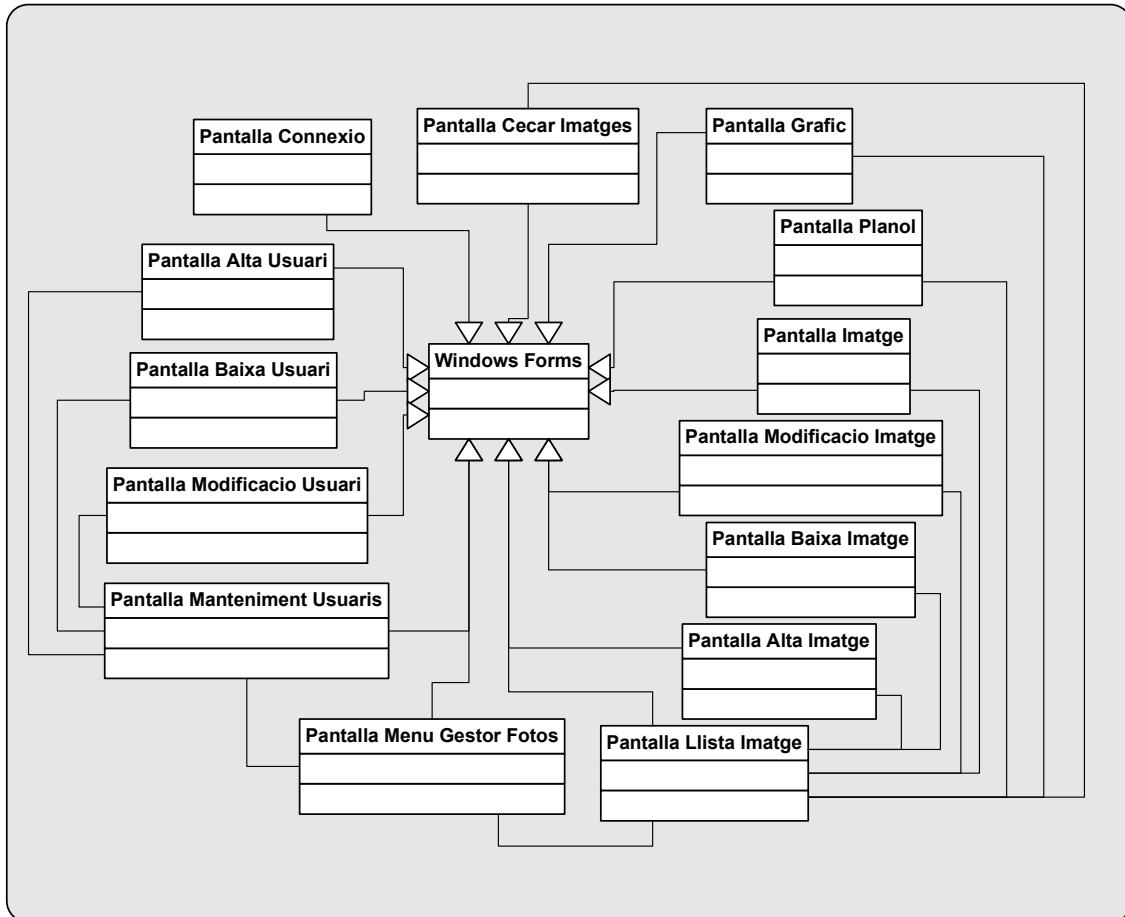 Pantalla Connexio
Pantalla Cecar Imatges
Pantalla Grafic
Pantalla Planol
Pantalla Alta Usuari
Pantalla Imatge
Windows Forms
Pantalla Baixa Usuari
Pantalla Modificacio Imatge
Pantalla Modificacio Usuari
Pantalla Baixa Imatge
Pantalla Manteniment Usuaris
Pantalla Alta Imatge
Pantalla Menu Gestor Fotos
Pantalla Llista Imatge